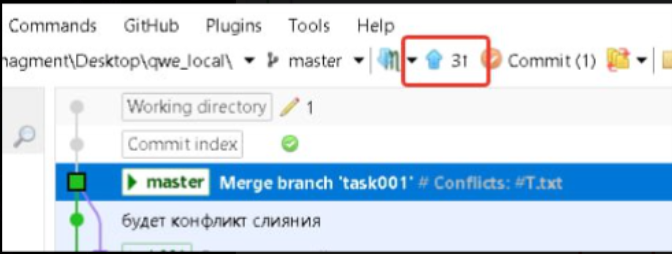 Commands GitHub Plugins Tools Help
nagment\Desktop\qwe_local\ master 31 Commit (1)
Working directory 1
Commit index
master Merge branch 'task001' # Conflicts: #T.txt
будет конфликт слияния